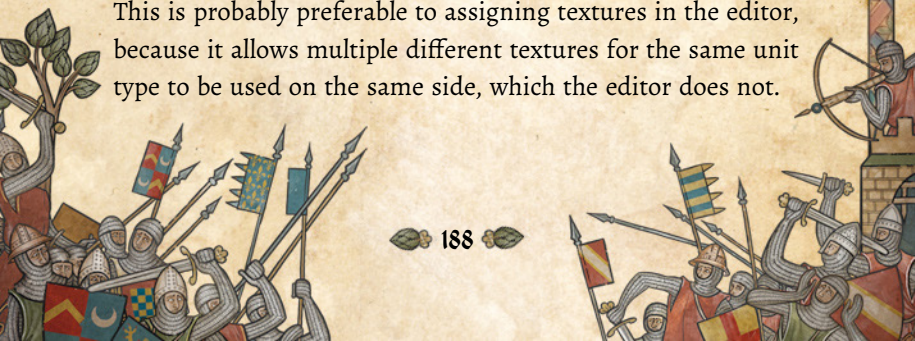 This is probably preferable to assigning textures in the editor,
because it allows multiple different textures for the same unit
type to be used on the same side, which the editor does not.
188